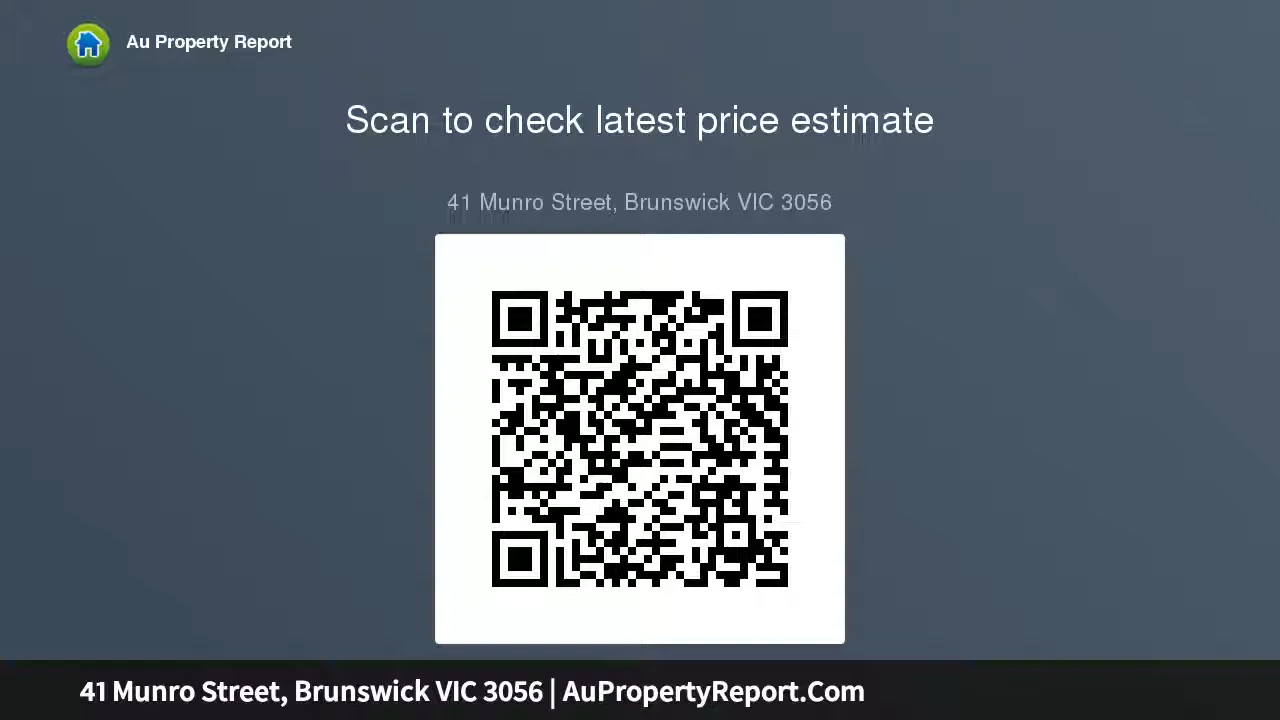 Au Property Report
Scan to check latest price estimate
41 Munro Street, Brunswick VIC 3056
41 Munro Street, Brunswick VIC 3056 | AuPropertyReport.Com